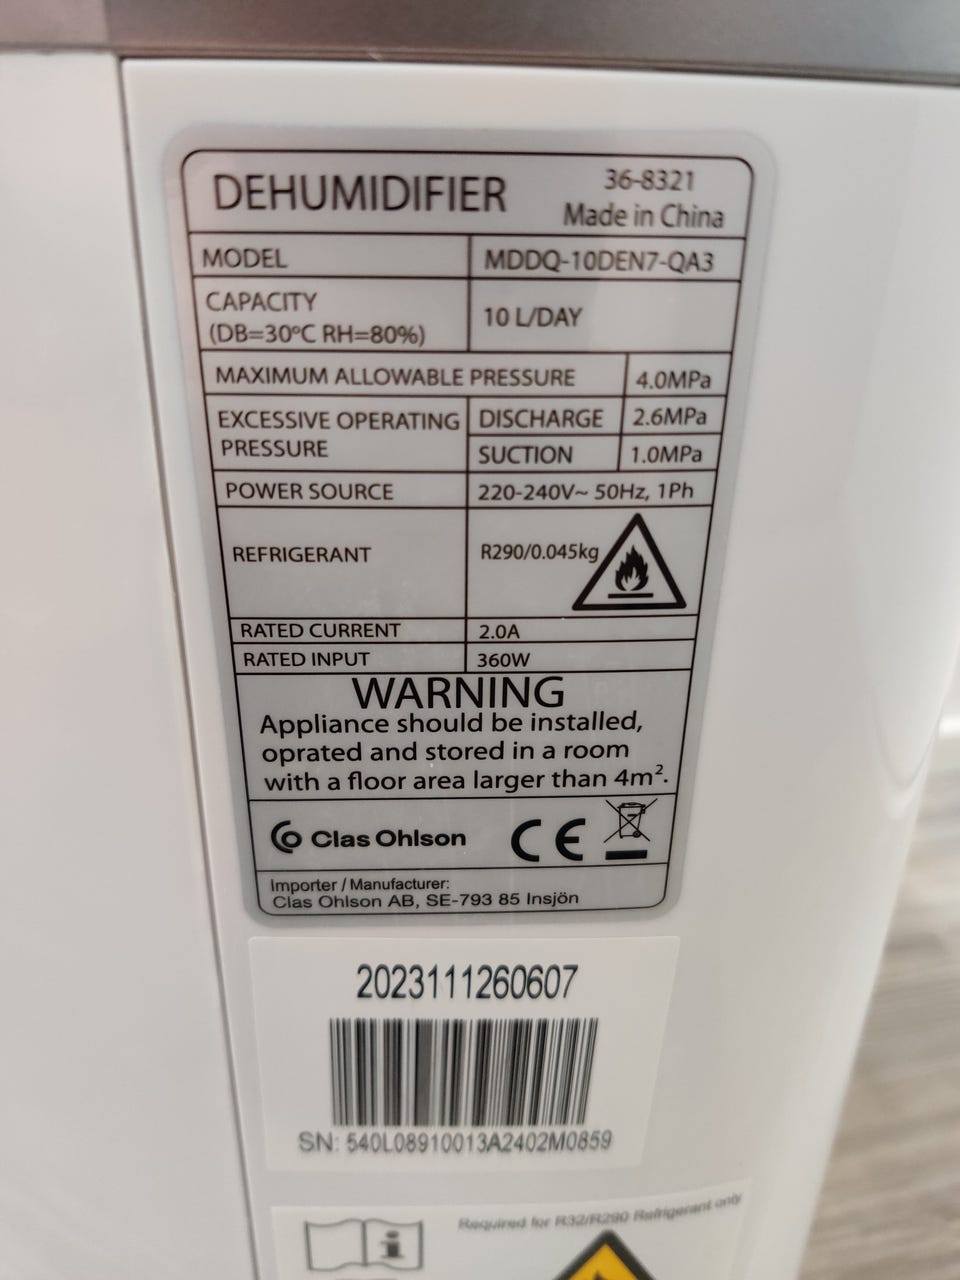 DEHUMIDIFIER
36-8321
Made in China
MODEL
MDDQ-10DEN7-QA3
CAPACITY
(DB=30ºC RH=80%)
10 L/DAY
MAXIMUM ALLOWABLE PRESSURE
4.0MPa
EXCESSIVE OPERATING
PRESSURE
DISCHARGE
2.6MPa
SUCTION
1.0MPa
POWER SOURCE
220-240V~ 50Hz, 1Ph
REFRIGERANT
R290/0.045kg
RATED CURRENT
2.0A
RATED INPUT
360W
WARNING
Appliance should be installed,
oprated and stored in a room
with a floor area larger than 4m².
Clas Ohlson
CE
Importer / Manufacturer:
Clas Ohlson AB, SE-793 85 Insjön
2023111260607
SN: 540L08910013A2402M0859
Required for R32/R290 Refrigerant only
i